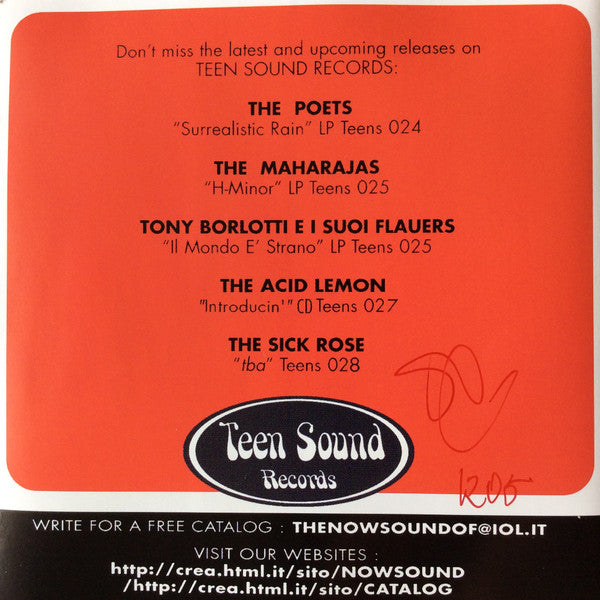 Don't miss the latest and upcoming releases on
TEEN SOUND RECORDS:
THE POETS
"Surrealistic Rain" LP Teens 024
THE MAHARAJAS
"H-Minor" LP Teens 025
TONY BORLOTTI E I SUOI FLAUERS
"Il Mondo E' Strano" LP Teens 025
THE ACID LEMON
"Introducin'" CD Teens 027
THE SICK ROSE
"tba" Teens 028
Teen Sound
Records
WRITE FOR A FREE CATALOG : THENOWSOUNDOF@IOL.IT
VISIT OUR WEBSITES :
http://crea.html.it/sito/NOWSOUND
/http://crea.html.it/sito/CATALOG